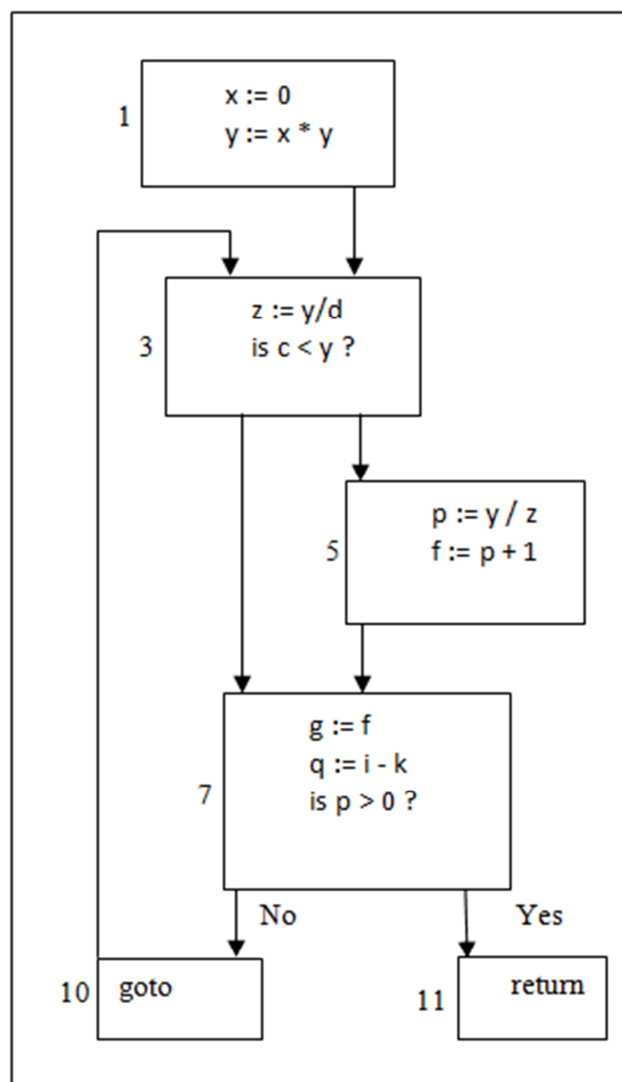 1
x := 0
y := x * y
3
z := y/d
is c < y ?
5
p := y / z
f := p + 1
7
g := f
q := i - k
is p > 0 ?
No
Yes
10
goto
11
return